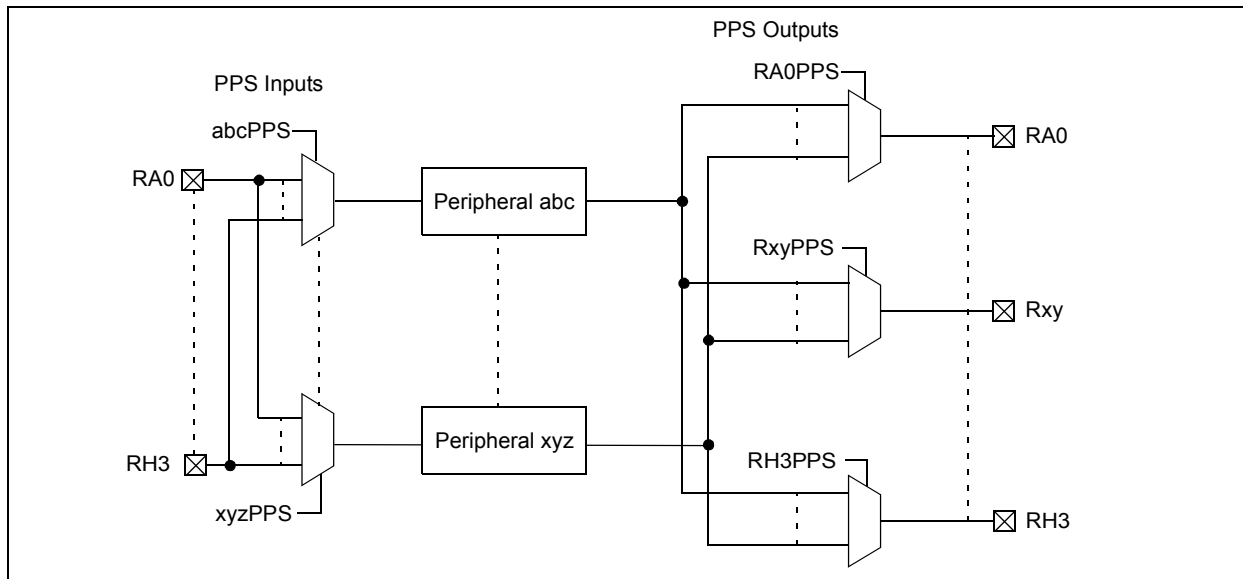 PPS Outputs
RA0PPS
PPS Inputs
abcPPS
RA0
Peripheral abc
RA0
RxyPPS
Rxy
Peripheral xyz
RH3
RH3PPS
xyzPPS
RH3